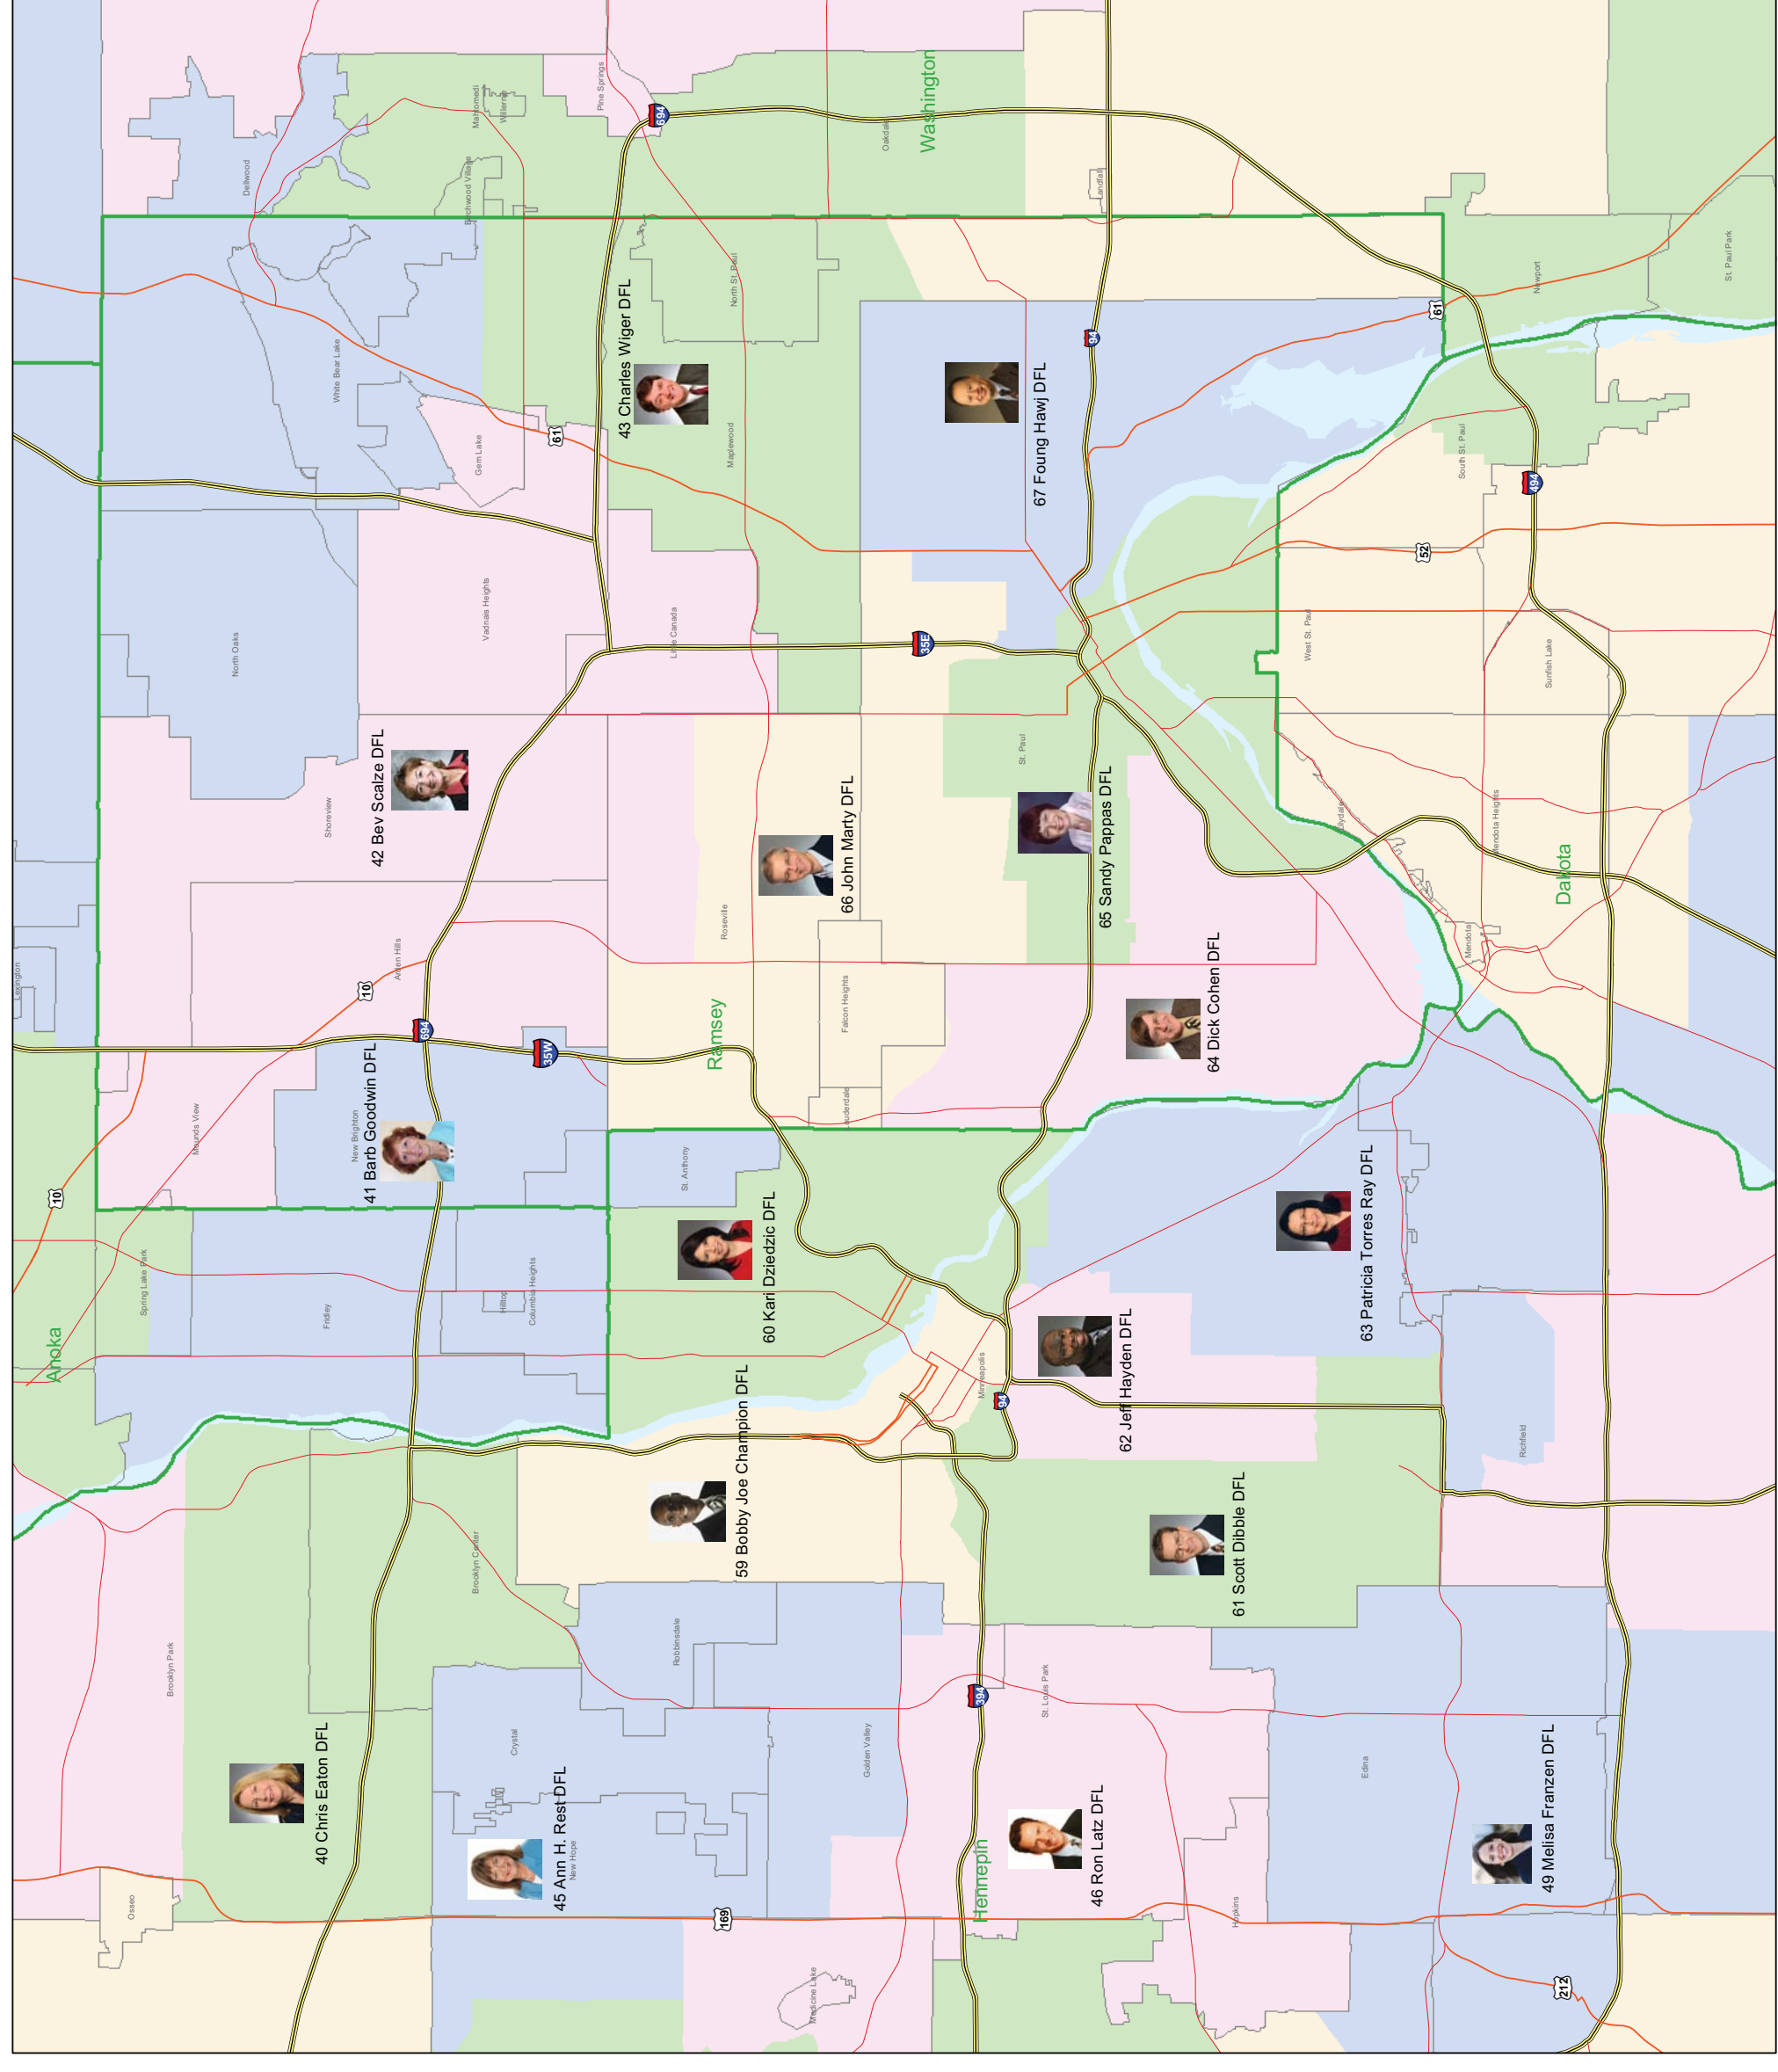 Lexington
Anoka
10
Osseo
Spring Lake Park
Brooklyn Park
Mounds View
North Oaks
Dellwood
40 Chris Eaton DFL
Fridley
Shoreview
White Bear Lake
New Brighton
10
41 Barb Goodwin DFL
42 Bev Scalze DFL
Arden Hills
694
Birchwood Village
Brooklyn Center
Mahtomedi
Gem Lake
Vadnais Heights
Hilltop
Willernie
Crystal
Columbia Heights
35W
61
45 Ann H. Rest DFL
New Hope
Pine Springs
43 Charles Wiger DFL
694
Little Canada
Robbinsdale
St. Anthony
Ramsey
169
Roseville
Maplewood
North St. Paul
59 Bobby Joe Champion DFL
60 Kari Dziedzic DFL
Medicine Lake
Falcon Heights
Lauderdale
66 John Marty DFL
Golden Valley
Oakdale
35E
Washington
394
Hennepin
Minneapolis
94
St. Paul
67 Foung Hawj DFL
St. Louis Park
94
46 Ron Latz DFL
Landfall
65 Sandy Pappas DFL
62 Jeff Hayden DFL
64 Dick Cohen DFL
Hopkins
61 Scott Dibble DFL
West St. Paul
Lilydale
Edina
63 Patricia Torres Ray DFL
52
61
South St. Paul
Mendota
Mendota Heights
Richfield
494
Newport
49 Melisa Franzen DFL
Sunfish Lake
212
Dakota
St. Paul Park